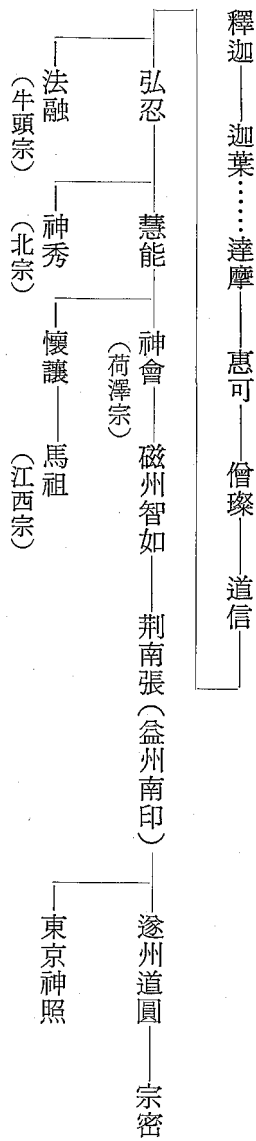 釋迦——迦葉……達摩——惠可——僧璨——道信
弘忍——慧能——神會——磁州智如——荆南張(益州南印)——遂州道圓——宗密
(荷澤宗)
法融——神秀——懷讓——馬祖 東京神照
(牛頭宗) (北宗) (江西宗)